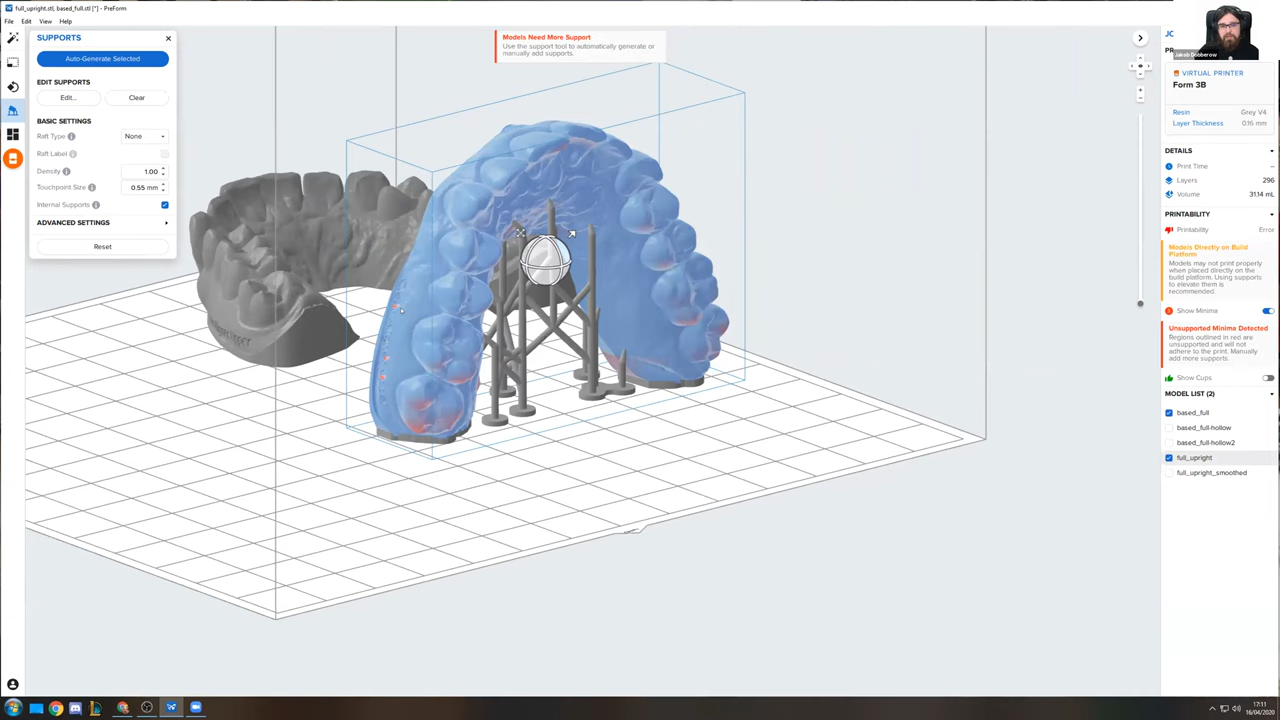 full_upright.stl, based_full.stl [*] - PreForm
File Edit View Help
SUPPORTS
Auto-Generate Selected
EDIT SUPPORTS
Edit...
Clear
BASIC SETTINGS
Raft Type
None
Raft Label
Density
1.00
Touchpoint Size
0.55 mm
Internal Supports
ADVANCED SETTINGS
Reset
Models Need More Support
Use the support tool to automatically generate or
manually add supports.
Jakob Dobberow
VIRTUAL PRINTER
Form 3B
Resin
Grey V4
Layer Thickness
0.16 mm
DETAILS
Print Time
--
Layers
296
Volume
31.14 mL
PRINTABILITY
Printability
Error
Models Directly on Build
Platform
Models may not print properly
when placed directly on the
build platform. Using supports
to elevate them is
recommended.
Show Minima
Unsupported Minima Detected
Regions outlined in red are
unsupported and will not
adhere to the print. Manually
add more supports.
Show Cups
MODEL LIST (2)
based_full
based_full-hollow
based_full-hollow2
full_upright
full_upright_smoothed
17:11
16/04/2020